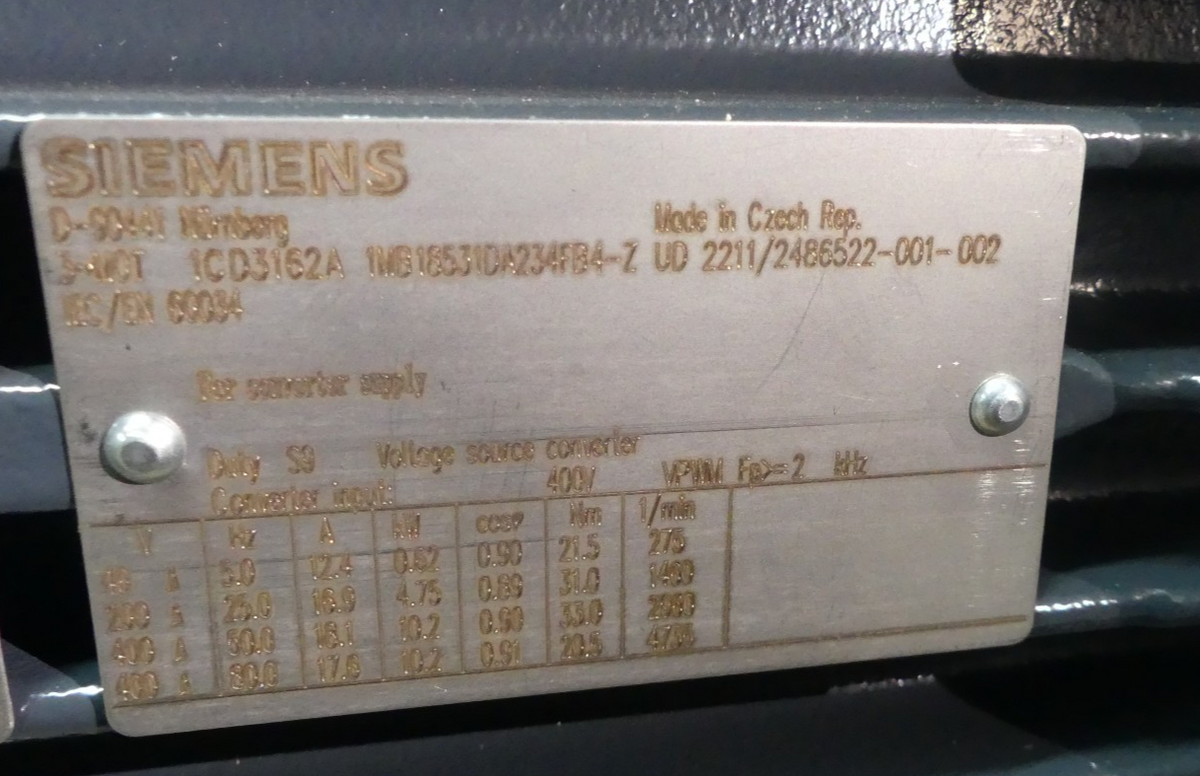 SIEMENS
D-90441 Nürnberg Made in Czech Rep.
3-MOT 1CD3162A 1MB18531DA234FB4-Z UD 2211/2486522-001-002
IEC/EN 60034
For converter supply
Duty S9 Voltage source converter
Converter input: 400V VPWM Fp>=2 kHz
V Hz A kW cosφ Nm 1/min
5.0 12.4 0.62 0.90 21.5 275
200 25.0 16.9 4.75 0.89 31.0 1460
400 50.0 18.1 10.2 0.90 33.0
400 80.0 17.8 10.2 0.91 20.5 4755